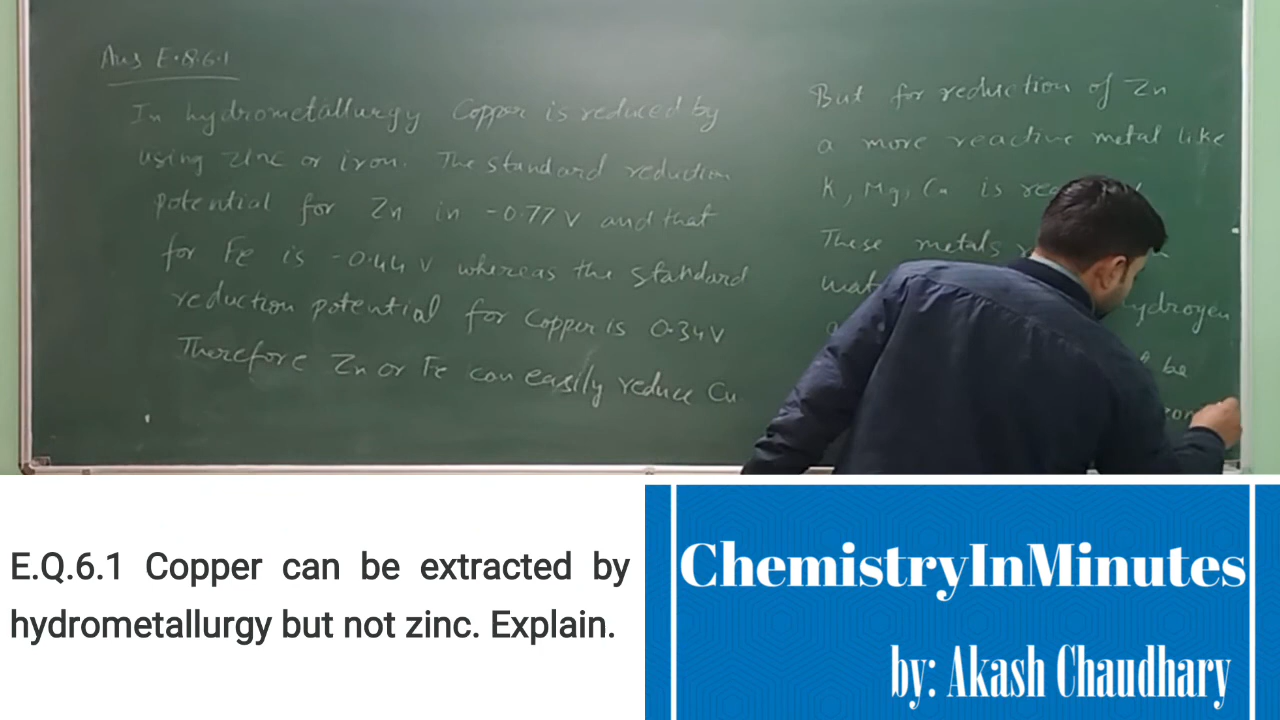 Ans E.Q.6.1
In hydrometallurgy Copper is reduced by
using zinc or iron. The standard reduction
potential for Zn in -0.77 V and that
for Fe is -0.44 V whereas the standard
reduction potential for Copper is 0.34 V
Therefore Zn or Fe can easily reduce Cu
But for reduction of Zn
a more reactive metal like
K, Mg, Ca is
These metals
hydrogen
be
E.Q.6.1 Copper can be extracted by
hydrometallurgy but not zinc. Explain.
ChemistryInMinutes
by: Akash Chaudhary